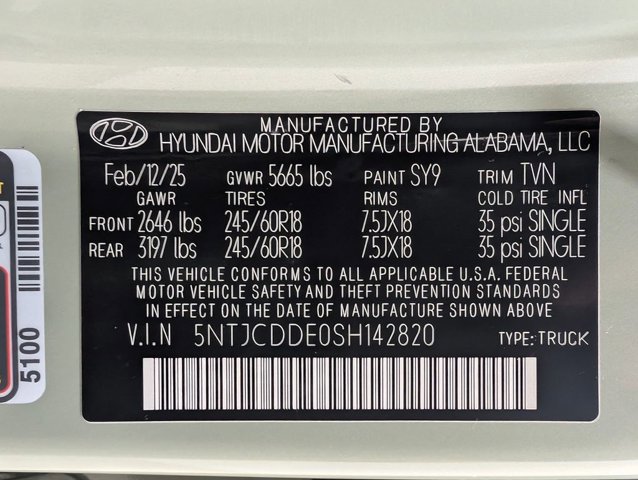 MANUFACTURED BY
HYUNDAI MOTOR MANUFACTURING ALABAMA, LLC
Feb/12/25 GVWR 5665 lbs PAINT SY9 TRIM TVN
GAWR TIRES RIMS COLD TIRE INFL
FRONT 2646 lbs 245/60R18 7.5JX18 35 psi SINGLE
REAR 3197 lbs 245/60R18 7.5JX18 35 psi SINGLE
THIS VEHICLE CONFORMS TO ALL APPLICABLE U.S.A. FEDERAL
MOTOR VEHICLE SAFETY AND THEFT PREVENTION STANDARDS
IN EFFECT ON THE DATE OF MANUFACTURE SHOWN ABOVE
V.I.N 5NTJCDDE0SH142820 TYPE: TRUCK
5100